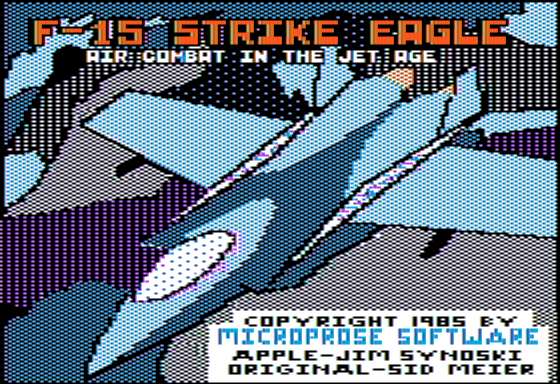 F-15 STRIKE EAGLE
AIR COMBAT IN THE JET AGE
COPYRIGHT 1985 BY
MICROPROSE SOFTWARE
APPLE-JIM SYNOSKI
ORIGINAL-SID MEIER